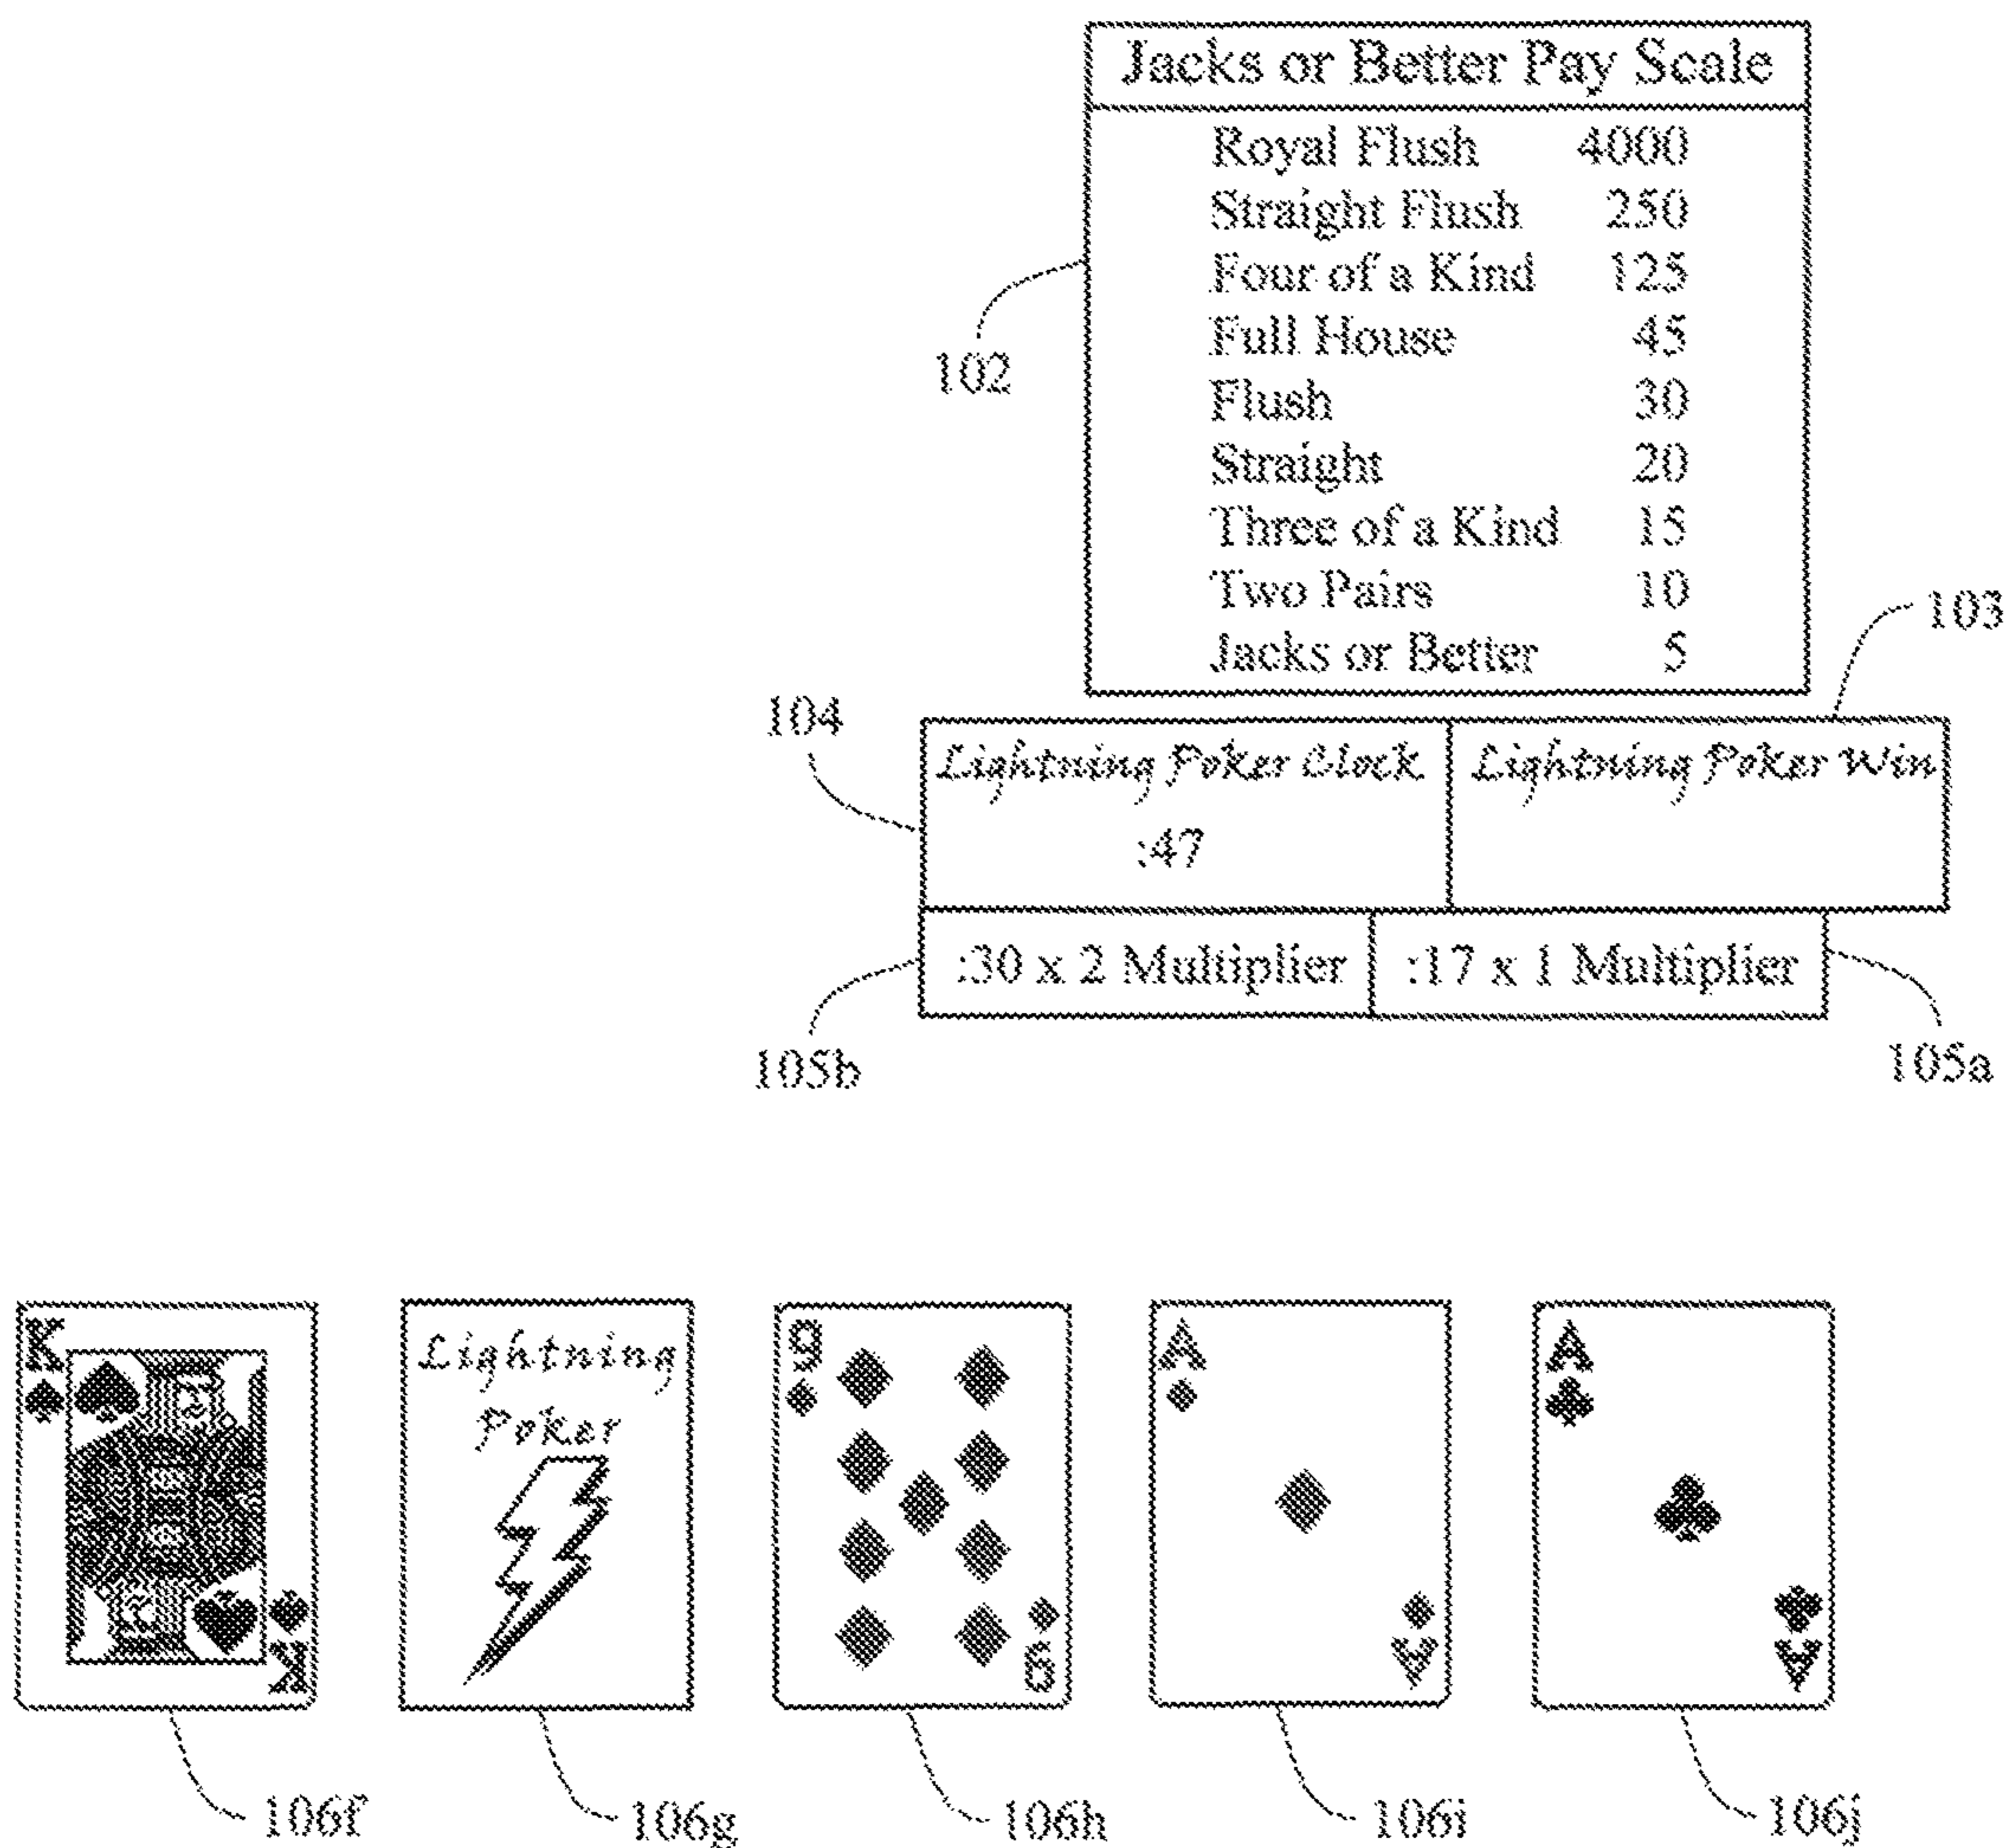 Jacks or Better Pay Scale
Royal Flush 4000
Straight Flush 250
Four of a Kind 125
Full House 45
Flush 30
Straight 20
Three of a Kind 15
Two Pairs 10
Jacks or Better 5
102
103
104
Lightning Poker Clock
:47
Lightning Poker Win
:30 x 2 Multiplier
:17 x 1 Multiplier
105b
105a
K
K
Lightning
Poker
9
9
A
A
A
A
106f
106g
106h
106i
106j